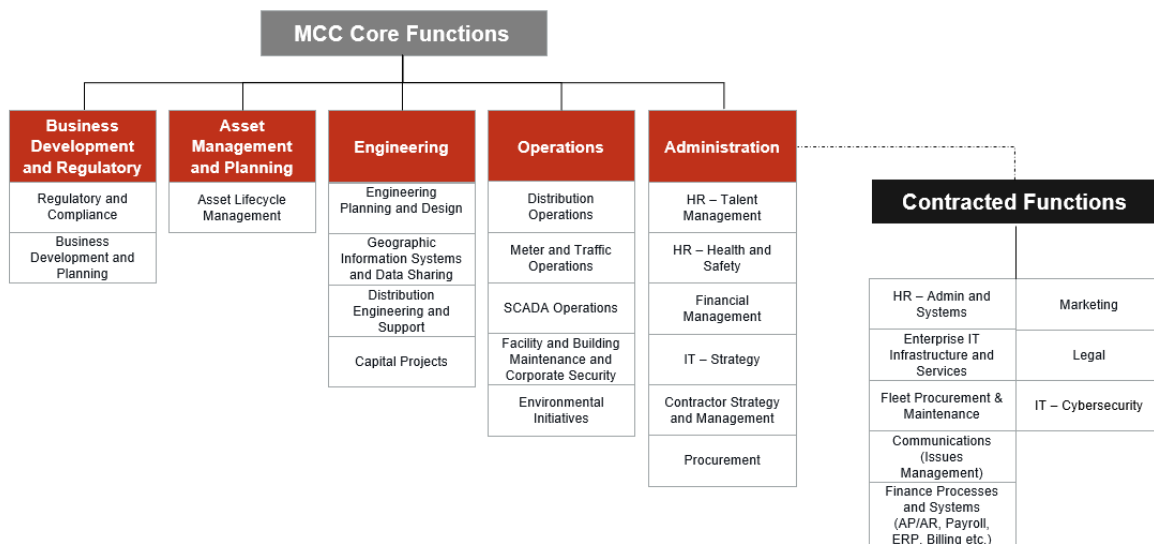 MCC Core Functions
Business
Development
and Regulatory
Regulatory and
Compliance
Business
Development and
Planning
Asset
Management
and Planning
Asset Lifecycle
Management
Engineering
Engineering
Planning and Design
Geographic
Information Systems
and Data Sharing
Distribution
Engineering and
Support
Capital Projects
Operations
Distribution
Operations
Meter and Traffic
Operations
SCADA Operations
Facility and Building
Maintenance and
Corporate Security
Environmental
Initiatives
Administration
HR – Talent
Management
HR – Health and
Safety
Financial
Management
IT – Strategy
Contractor Strategy
and Management
Procurement
Contracted Functions
HR – Admin and
Systems
Enterprise IT
Infrastructure and
Services
Fleet Procurement &
Maintenance
Communications
(Issues
Management)
Finance Processes
and Systems
(AP/AR, Payroll,
ERP, Billing etc.)
Marketing
Legal
IT – Cybersecurity